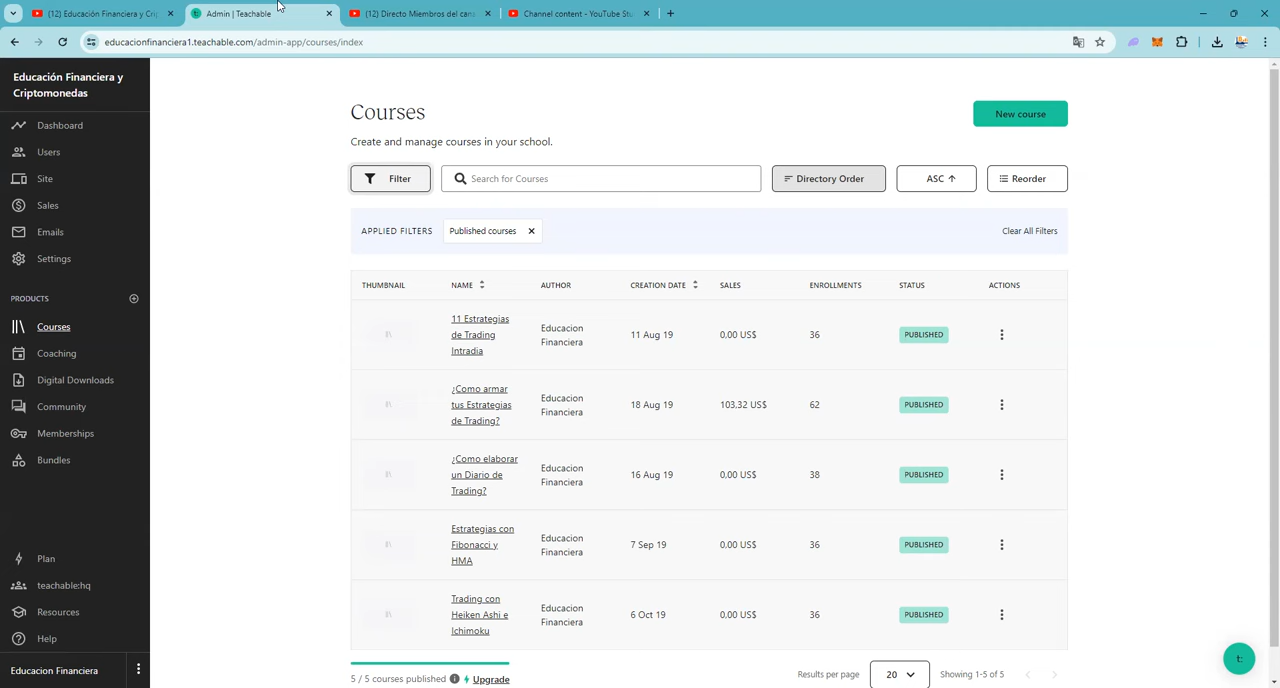 (12) Educación Financiera y Crip
Admin | Teachable
(12) Directo Miembros del cana
Channel content - YouTube Stu
educacionfinanciera1.teachable.com/admin-app/courses/index
Educación Financiera y
Criptomonedas
Dashboard
Users
Site
Sales
Emails
Settings
PRODUCTS
Courses
Coaching
Digital Downloads
Community
Memberships
Bundles
Plan
teachable:hq
Resources
Help
Educacion Financiera
Courses
New course
Create and manage courses in your school.
Filter
Search for Courses
Directory Order
ASC
Reorder
APPLIED FILTERS
Published courses
Clear All Filters
THUMBNAIL NAME AUTHOR CREATION DATE SALES ENROLLMENTS STATUS ACTIONS
11 Estrategias
de Trading
Intradia
Educacion
Financiera
11 Aug 19
0,00 US$
36
PUBLISHED
¿Como armar
tus Estrategias
de Trading?
Educacion
Financiera
18 Aug 19
103,32 US$
62
PUBLISHED
¿Como elaborar
un Diario de
Trading?
Educacion
Financiera
16 Aug 19
0,00 US$
38
PUBLISHED
Estrategias con
Fibonacci y
HMA
Educacion
Financiera
7 Sep 19
0,00 US$
36
PUBLISHED
Trading con
Heiken Ashi e
Ichimoku
Educacion
Financiera
6 Oct 19
0,00 US$
36
PUBLISHED
5 / 5 courses published
Upgrade
Results per page
20
Showing 1-5 of 5
t: